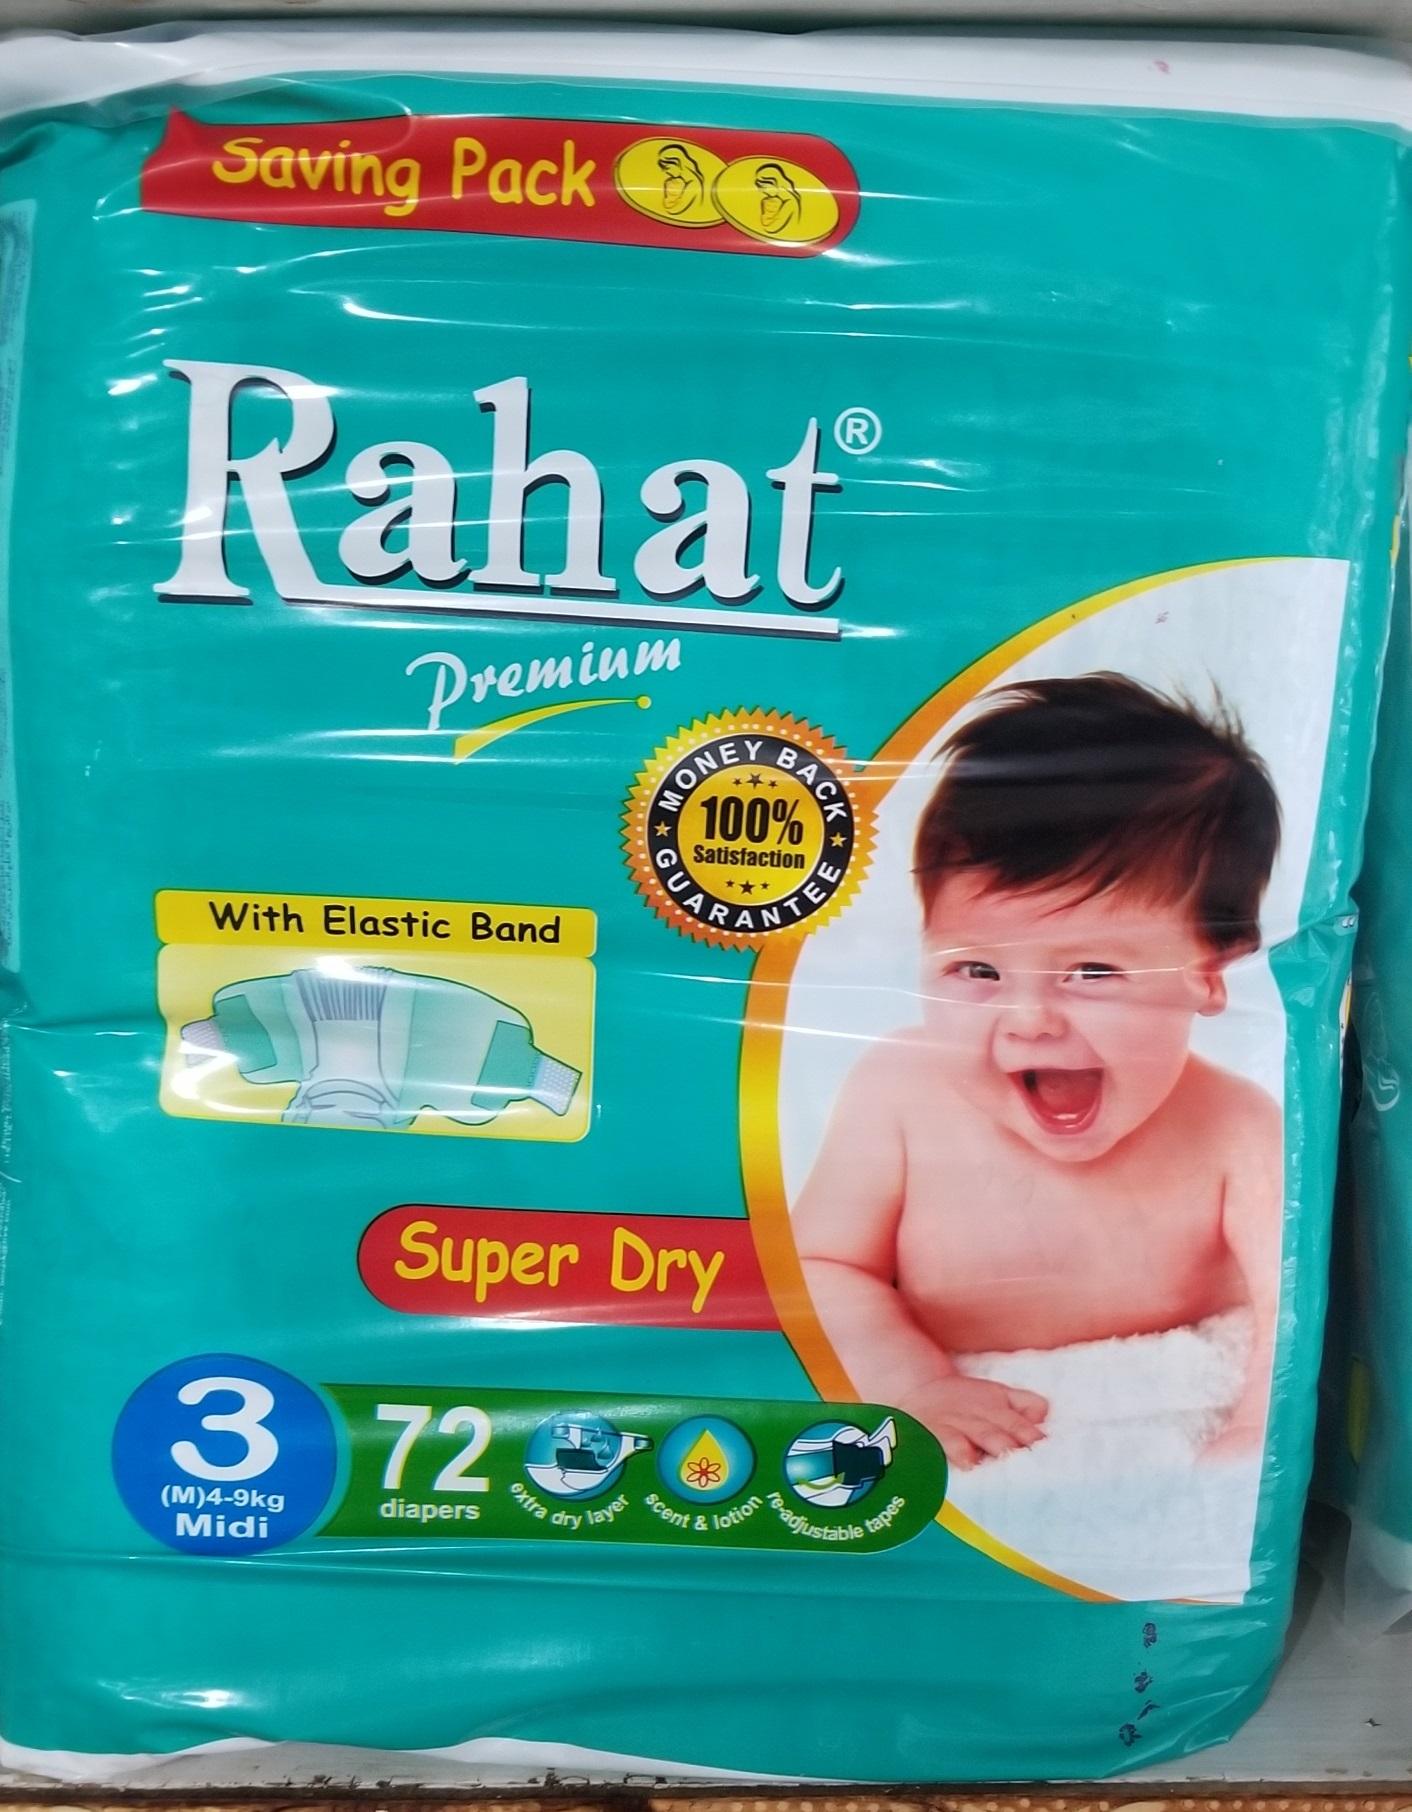 Saving Pack
Rahat®
Premium
MONEY BACK
100%
Satisfaction
GUARANTEE
With Elastic Band
Super Dry
3
(M)4-9kg
Midi
72
diapers
extra dry layer
scent & lotion
re-adjustable tapes